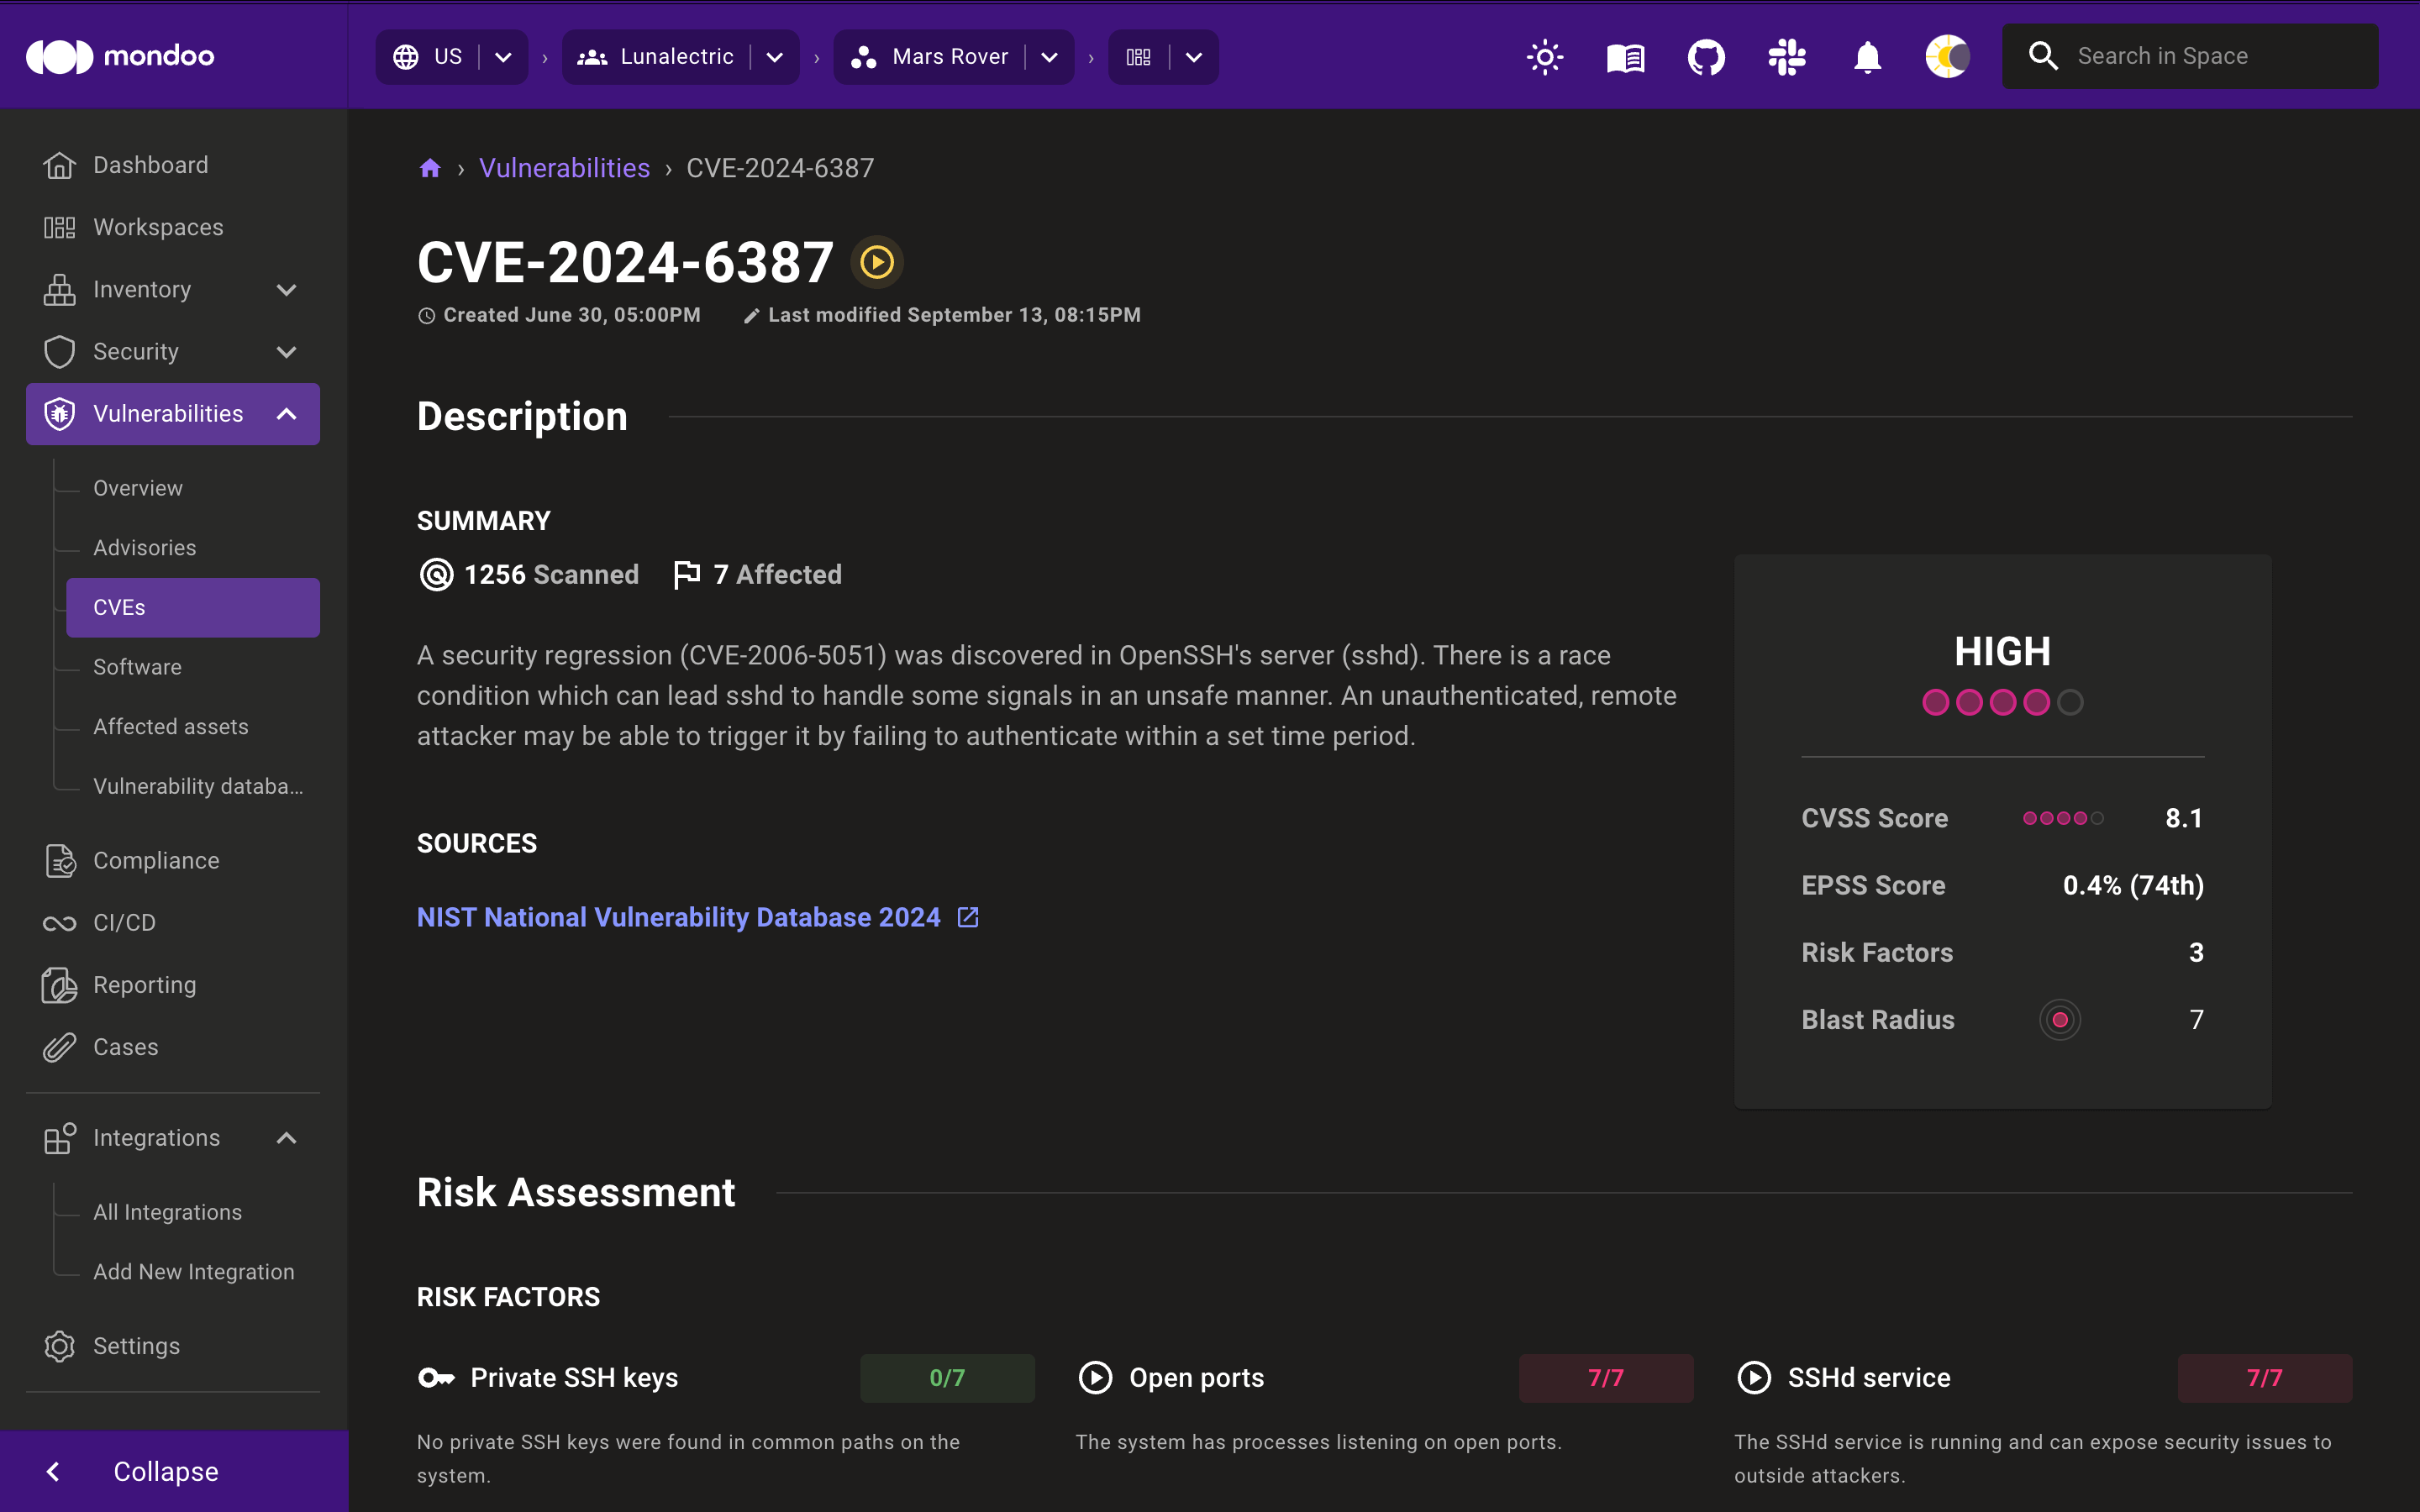 mondoo
US
Lunalectric
Mars Rover
Search in Space
Dashboard
Workspaces
Inventory
Security
Vulnerabilities
Overview
Advisories
CVEs
Software
Affected assets
Vulnerability databa...
Compliance
CI/CD
Reporting
Cases
Integrations
All Integrations
Add New Integration
Settings
Collapse
› Vulnerabilities › CVE-2024-6387
CVE-2024-6387
Created June 30, 05:00PM Last modified September 13, 08:15PM
Description
SUMMARY
1256 Scanned 7 Affected
A security regression (CVE-2006-5051) was discovered in OpenSSH's server (sshd). There is a race
condition which can lead sshd to handle some signals in an unsafe manner. An unauthenticated, remote
attacker may be able to trigger it by failing to authenticate within a set time period.
SOURCES
NIST National Vulnerability Database 2024
HIGH
CVSS Score 8.1
EPSS Score 0.4% (74th)
Risk Factors 3
Blast Radius 7
Risk Assessment
RISK FACTORS
Private SSH keys 0/7
No private SSH keys were found in common paths on the
system.
Open ports 7/7
The system has processes listening on open ports.
SSHd service 7/7
The SSHd service is running and can expose security issues to
outside attackers.